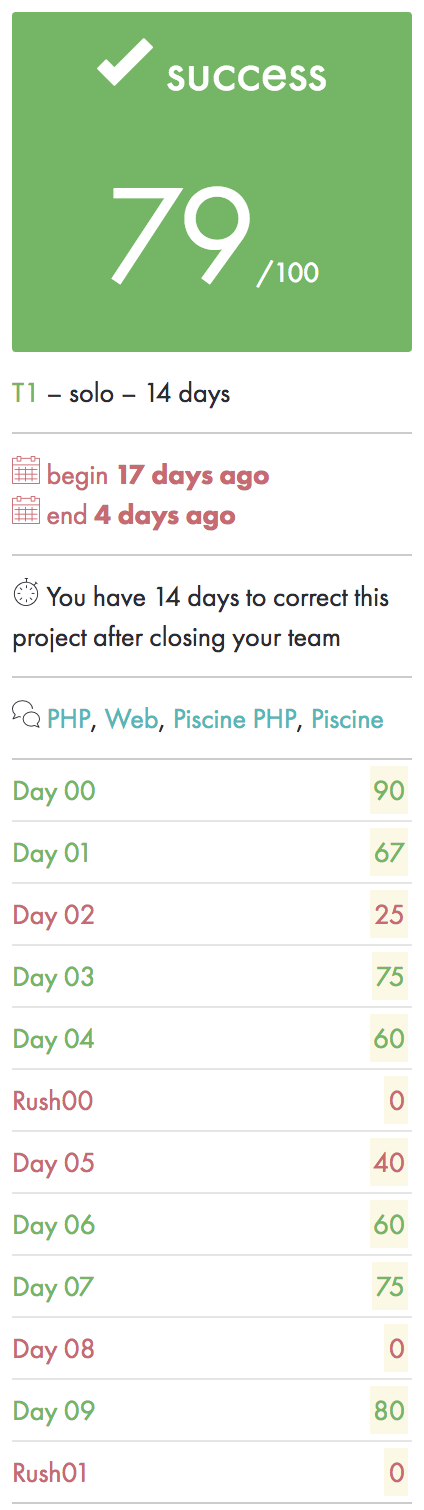 success
79 /100
T1 – solo – 14 days
begin 17 days ago
end 4 days ago
You have 14 days to correct this
project after closing your team
PHP, Web, Piscine PHP, Piscine
Day 00 90
Day 01 67
Day 02 25
Day 03 75
Day 04 60
Rush00 0
Day 05 40
Day 06 60
Day 07 75
Day 08 0
Day 09 80
Rush01 0